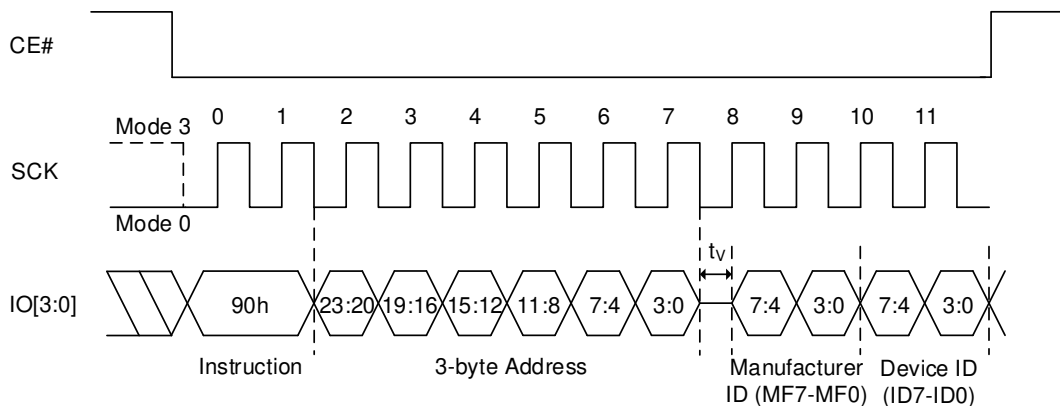 CE#
0 1 2 3 4 5 6 7 8 9 10 11
Mode 3
SCK
Mode 0
tV
IO[3:0] 90h 23:20 19:16 15:12 11:8 7:4 3:0 7:4 3:0 7:4 3:0
Instruction 3-byte Address Manufacturer Device ID
ID (MF7-MF0) (ID7-ID0)